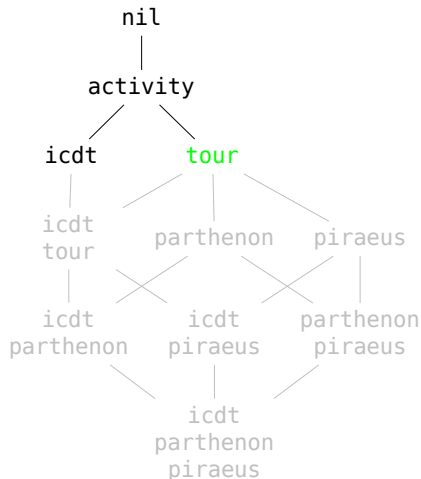 nil
activity
icdt tour
icdt
tour
parthenon
piraeus
icdt
parthenon
icdt
piraeus
parthenon
piraeus
icdt
parthenon
piraeus